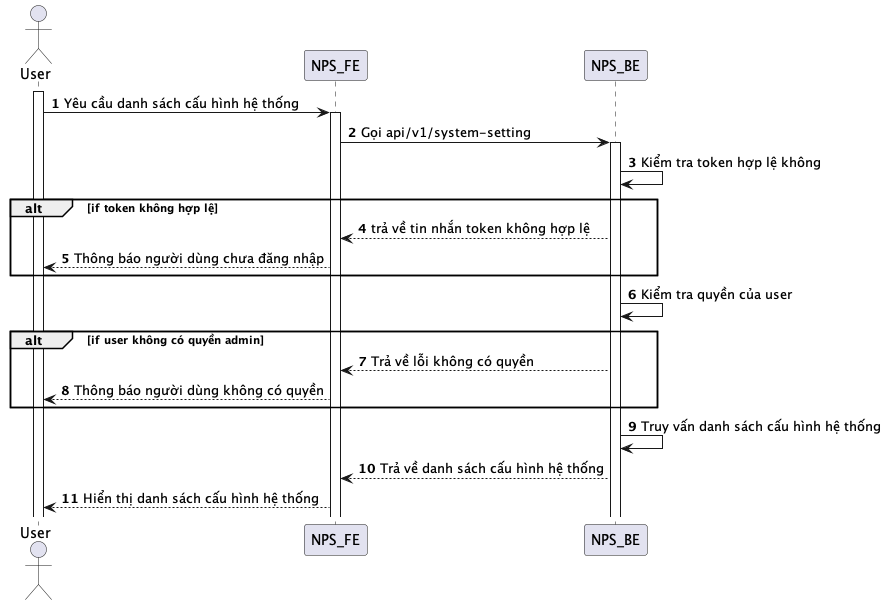 User
NPS_FE
NPS_BE
1 Yêu cầu danh sách cấu hình hệ thống
2 Gọi api/v1/system-setting
3 Kiểm tra token hợp lệ không
alt [if token không hợp lệ]
4 trả về tin nhắn token không hợp lệ
5 Thông báo người dùng chưa đăng nhập
6 Kiểm tra quyền của user
alt [if user không có quyền admin]
7 Trả về lỗi không có quyền
8 Thông báo người dùng không có quyền
9 Truy vấn danh sách cấu hình hệ thống
10 Trả về danh sách cấu hình hệ thống
11 Hiển thị danh sách cấu hình hệ thống
User
NPS_FE
NPS_BE